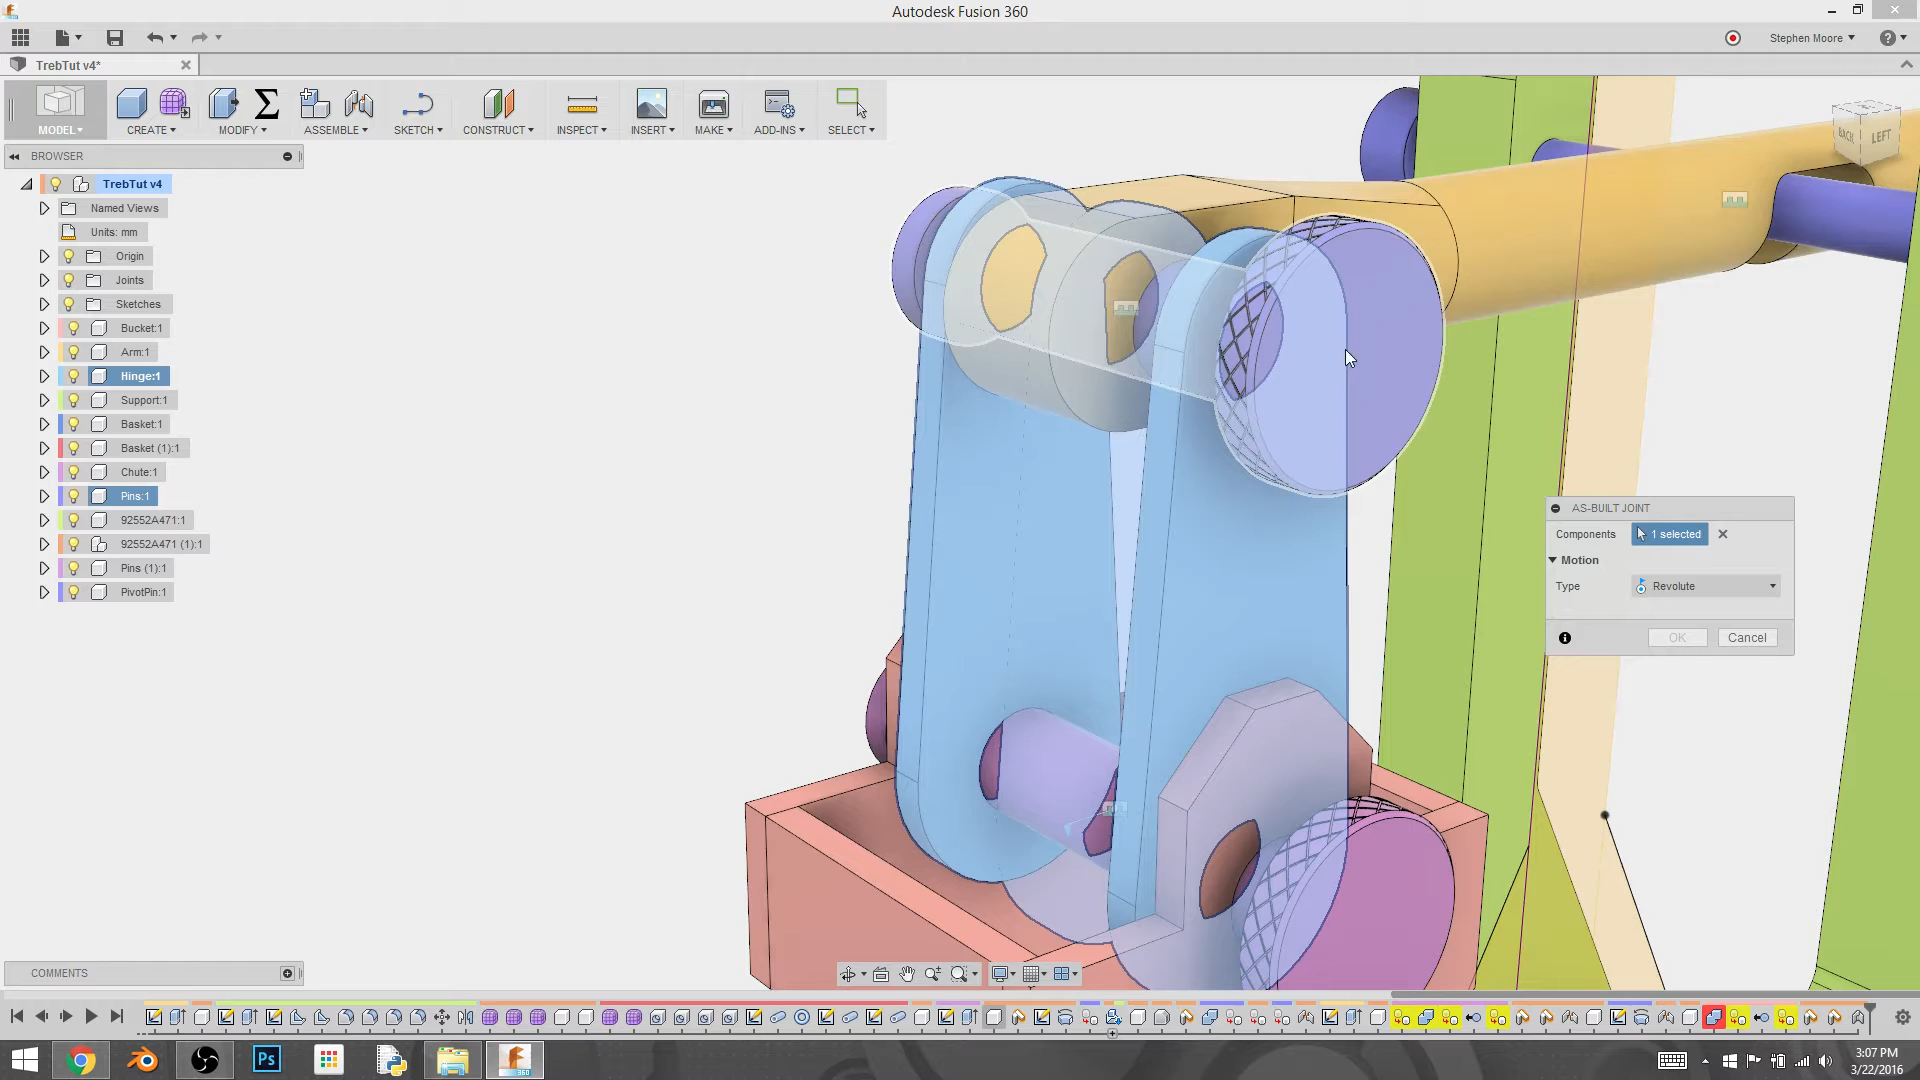 Autodesk Fusion 360
Stephen Moore
TrebTut v4*
MODEL
CREATE
MODIFY
ASSEMBLE
SKETCH
CONSTRUCT
INSPECT
INSERT
MAKE
ADD-INS
SELECT
BACK
LEFT
BROWSER
TrebTut v4
Named Views
Units: mm
Origin
Joints
Sketches
Bucket:1
Arm:1
Hinge:1
Support:1
Basket:1
Basket (1):1
Chute:1
Pins:1
92552A471:1
92552A471 (1):1
Pins (1):1
PivotPin:1
AS-BUILT JOINT
Components 1 selected
Motion
Type Revolute
OK Cancel
COMMENTS
Ps
360
3:07 PM
3/22/2016